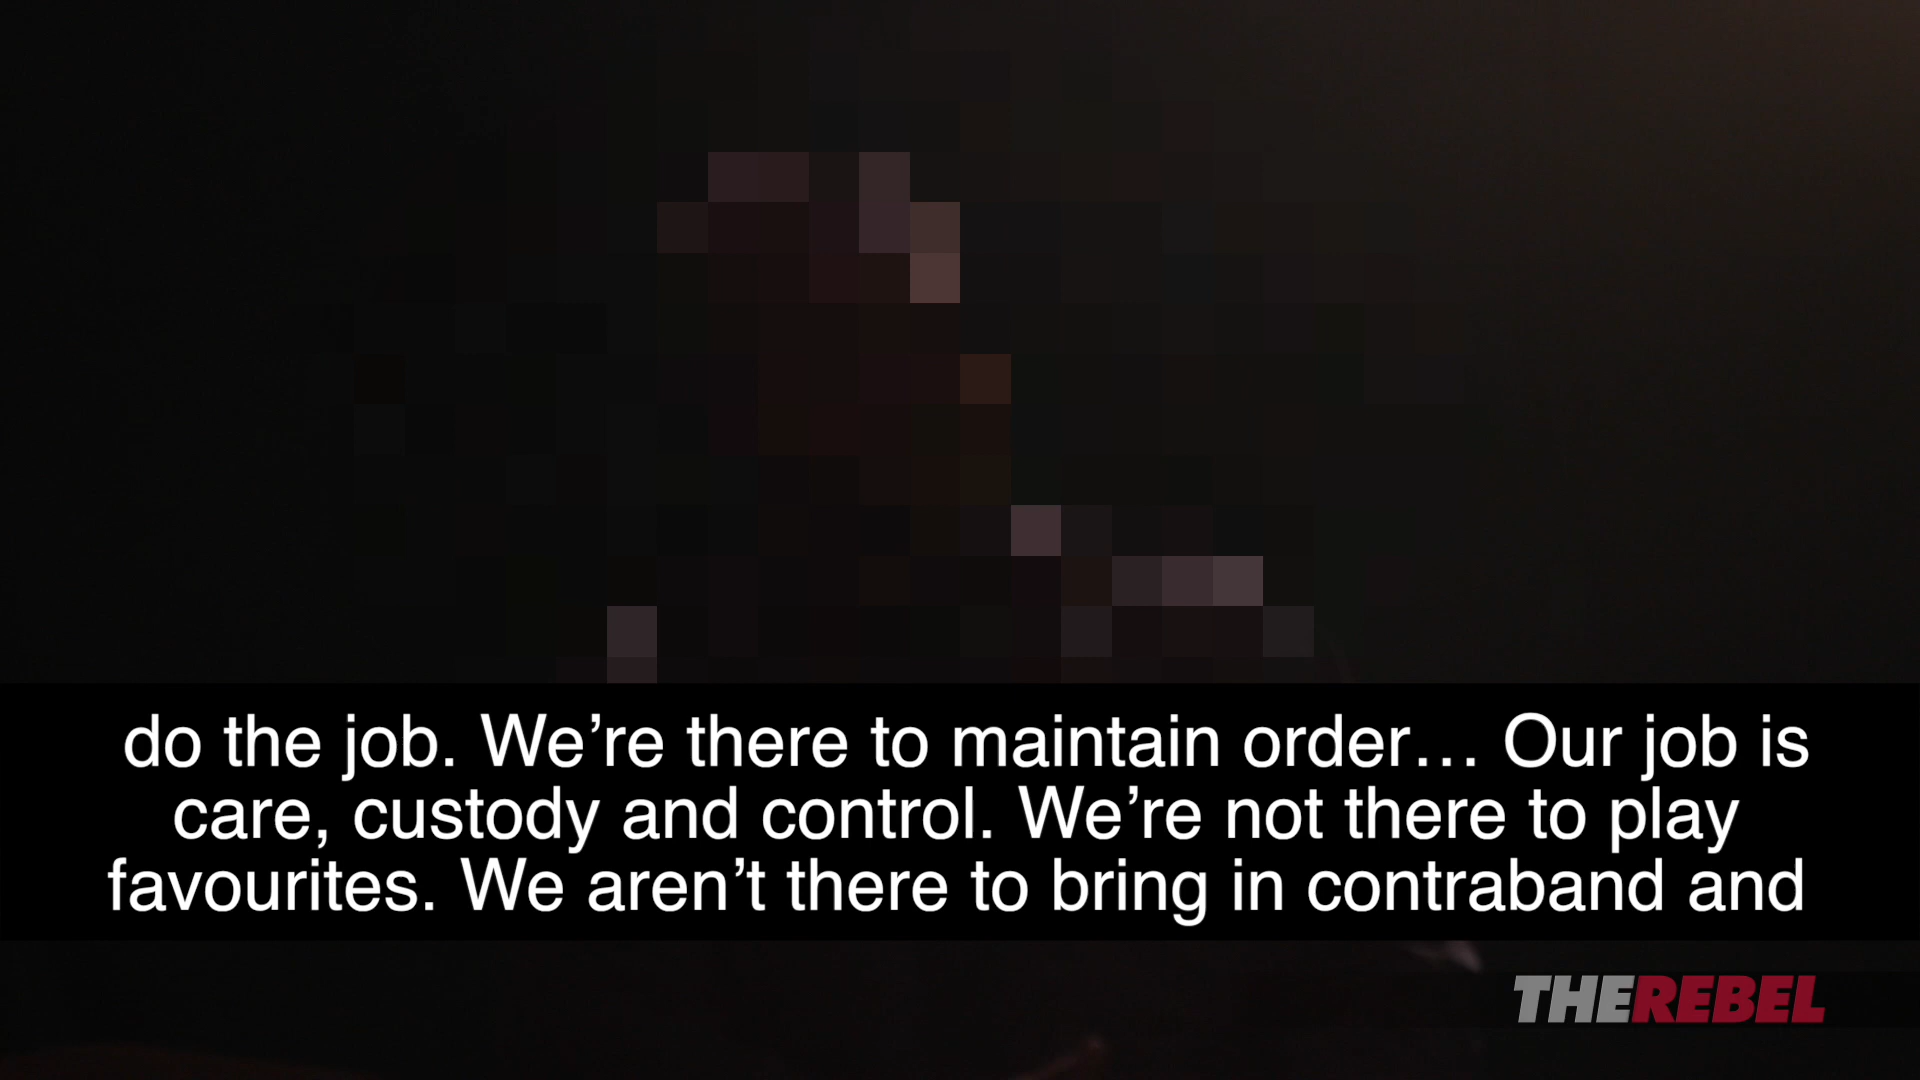 do the job. We’re there to maintain order… Our job is
care, custody and control. We’re not there to play
favourites. We aren’t there to bring in contraband and
THEREBEL